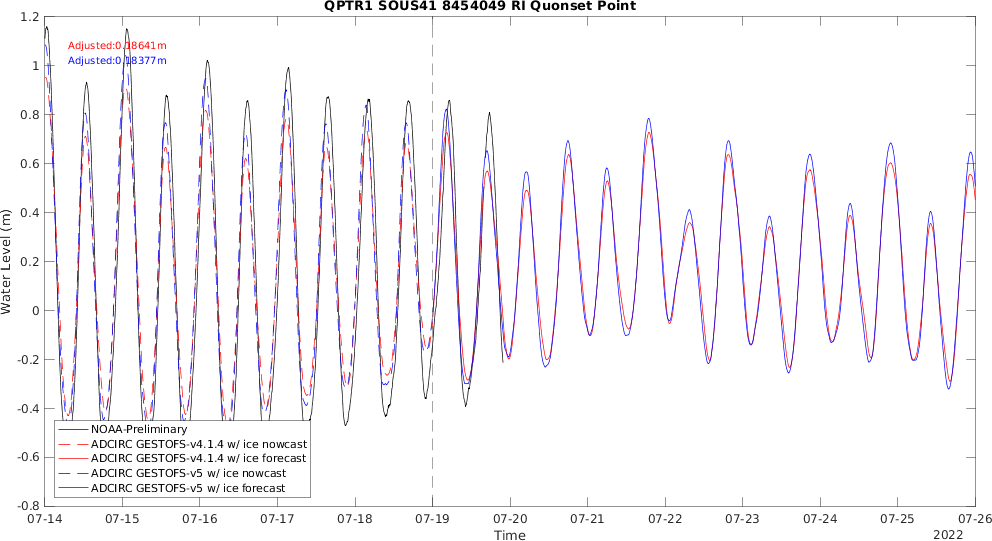 QPTR1 SOUS41 8454049 RI Quonset Point
Adjusted:0.18641m
Adjusted:0.18377m
Water Level (m)
1.2
1
0.8
0.6
0.4
0.2
0
-0.2
-0.4
-0.6
-0.8
NOAA-Preliminary
ADCIRC GESTOFS-v4.1.4 w/ ice nowcast
ADCIRC GESTOFS-v4.1.4 w/ ice forecast
ADCIRC GESTOFS-v5 w/ ice nowcast
ADCIRC GESTOFS-v5 w/ ice forecast
07-14 07-15 07-16 07-17 07-18 07-19 07-20 07-21 07-22 07-23 07-24 07-25 07-26
Time
2022